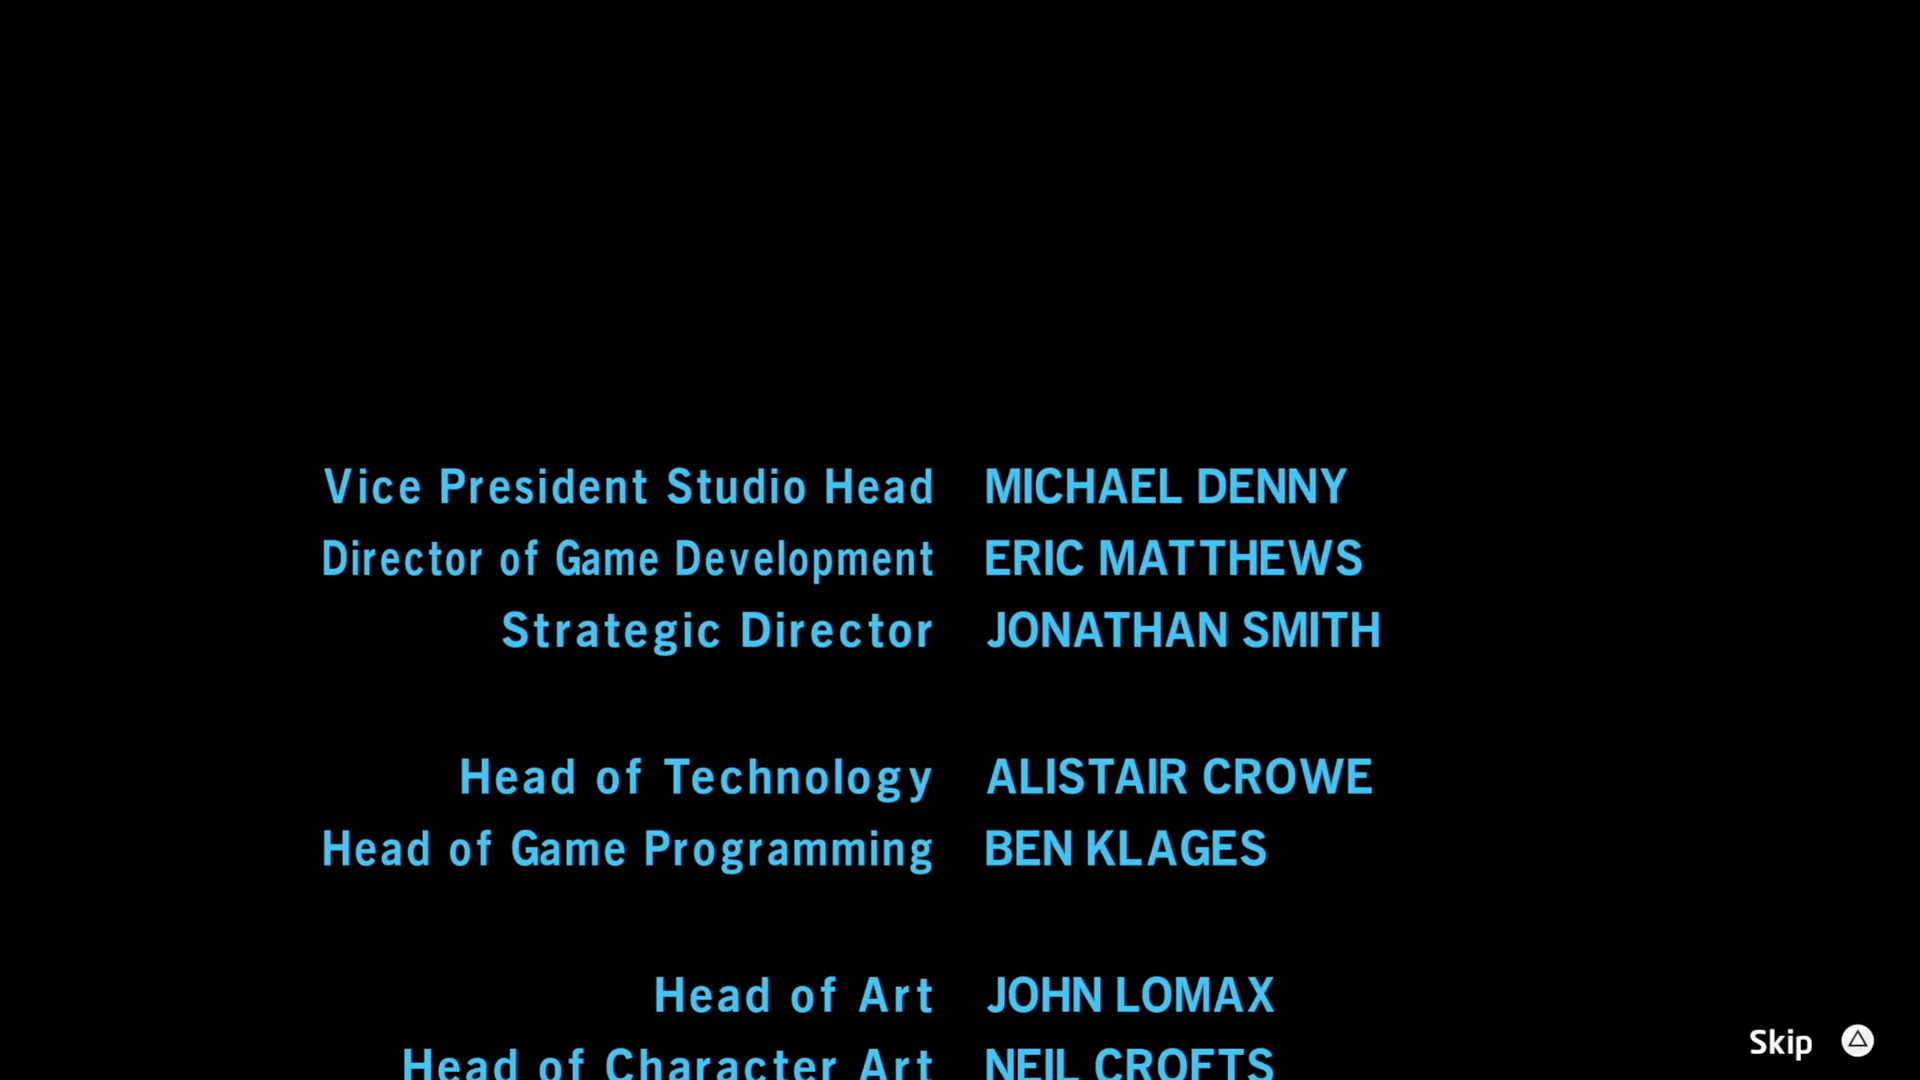 Vice President Studio Head MICHAEL DENNY
Director of Game Development ERIC MATTHEWS
Strategic Director JONATHAN SMITH
Head of Technology ALISTAIR CROWE
Head of Game Programming BEN KLAGES
Head of Art JOHN LOMAX
Head of Character Art NEIL CROFTS
Skip